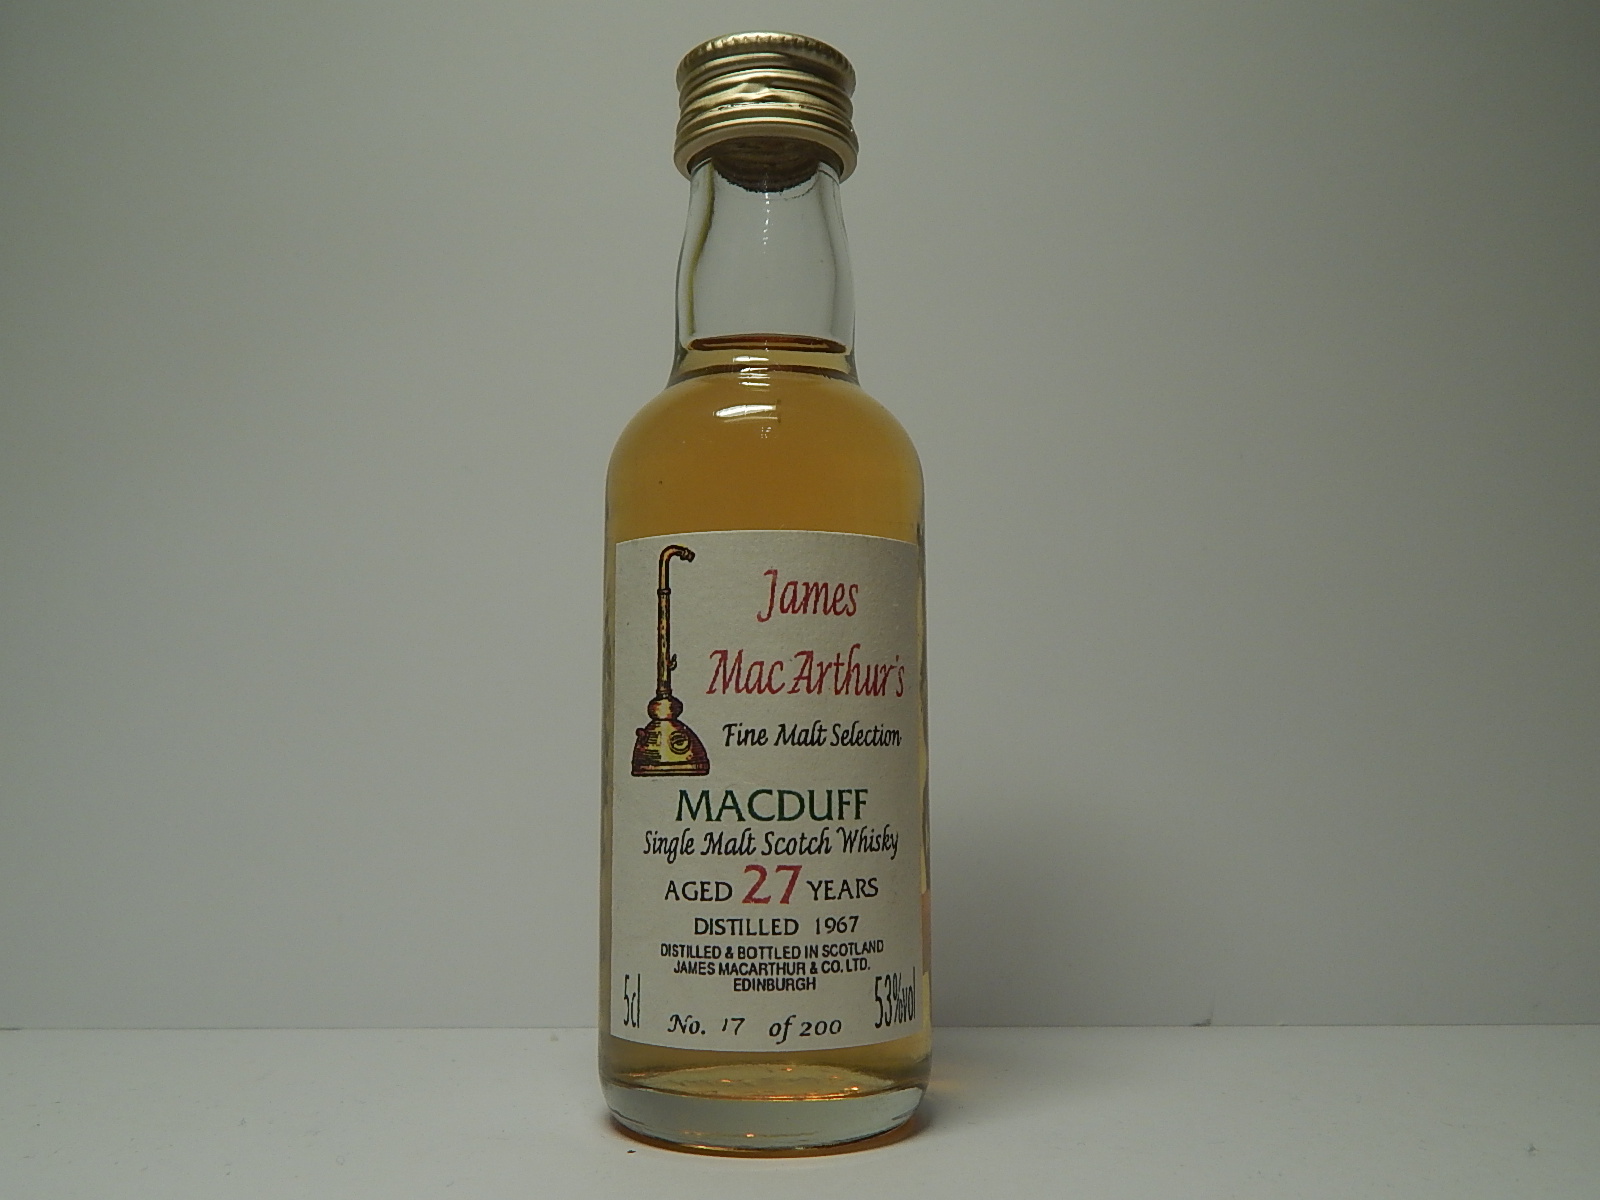 James
MacArthur's
Fine Malt Selection
MACDUFF
Single Malt Scotch Whisky
AGED 27 YEARS
DISTILLED 1967
DISTILLED & BOTTLED IN SCOTLAND
JAMES MACARTHUR & CO. LTD.
EDINBURGH
5cl
53%vol
No. 17 of 200